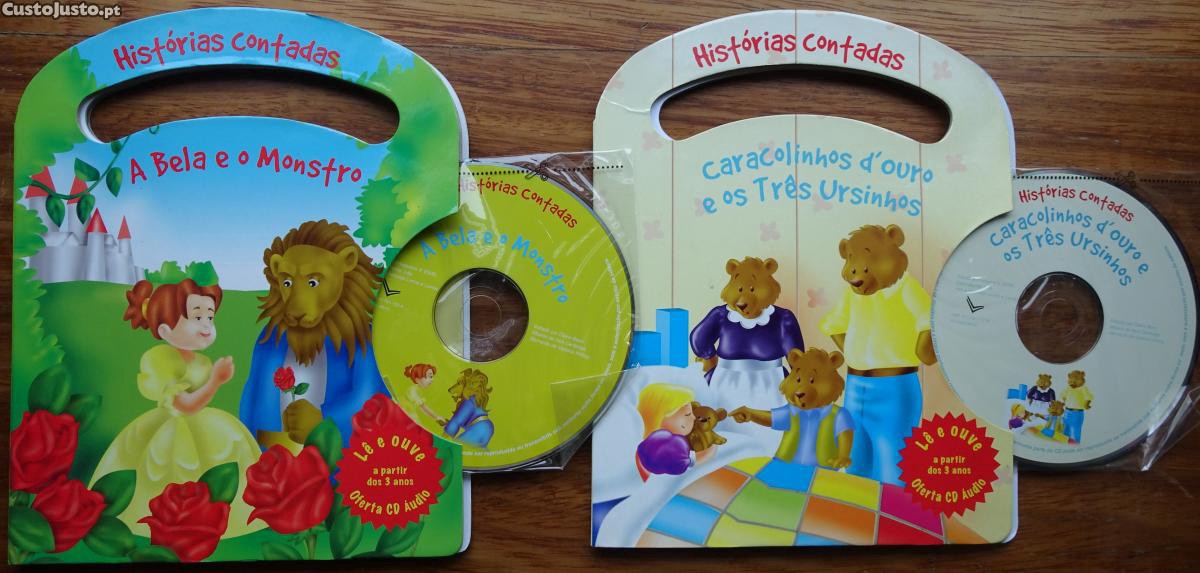 CustoJusto.pt
Histórias Contadas
A Bela e o Monstro
Lê e ouve
a partir
dos 3 anos
Oferta CD Áudio
Histórias Contadas
A Bela e o Monstro
Histórias Contadas
Caracolinhos d'ouro
e os Três Ursinhos
Lê e ouve
a partir
dos 3 anos
Oferta CD Áudio
Histórias Contadas
Caracolinhos d'ouro e
os Três Ursinhos